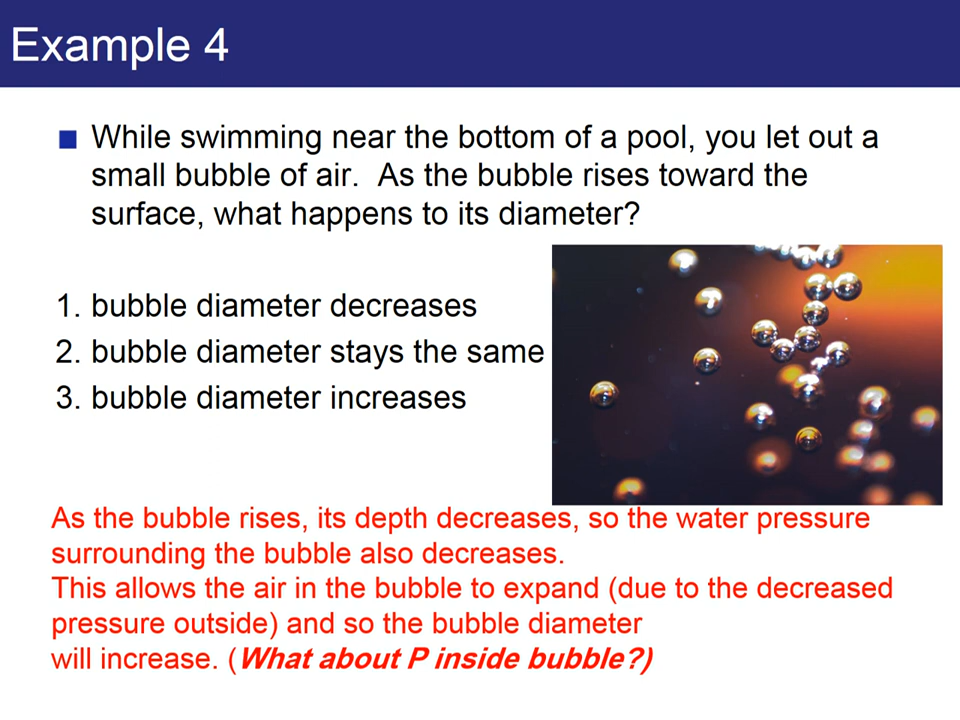 Example 4
While swimming near the bottom of a pool, you let out a
small bubble of air. As the bubble rises toward the
surface, what happens to its diameter?
1. bubble diameter decreases
2. bubble diameter stays the same
3. bubble diameter increases
As the bubble rises, its depth decreases, so the water pressure
surrounding the bubble also decreases.
This allows the air in the bubble to expand (due to the decreased
pressure outside) and so the bubble diameter
will increase. (What about P inside bubble?)